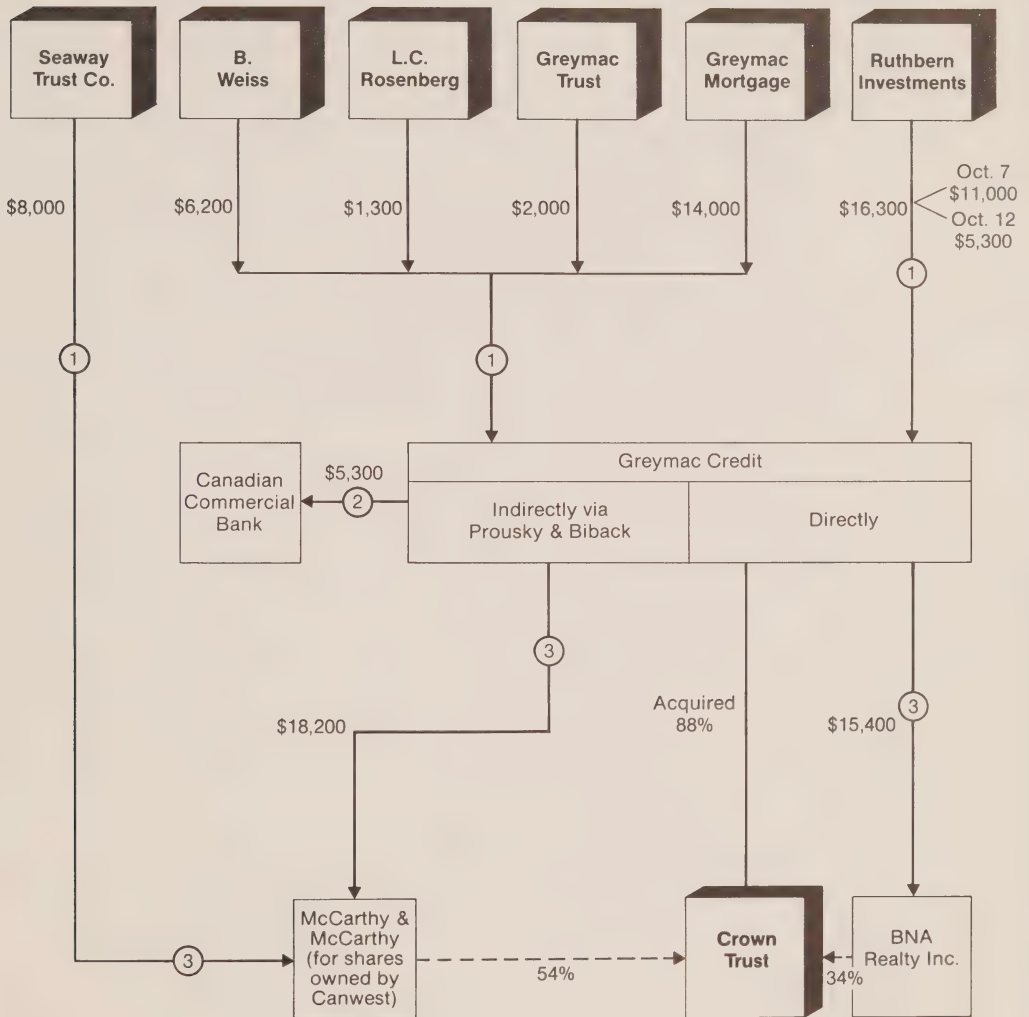 Seaway
Trust Co.
B.
Weiss
L.C.
Rosenberg
Greymac
Trust
Greymac
Mortgage
Ruthbern
Investments
$8,000
$6,200
$1,300
$2,000
$14,000
$16,300
Oct. 7
$11,000
Oct. 12
$5,300
1
1
1
Canadian
Commercial
Bank
$5,300
2
Greymac Credit
Indirectly via
Prousky & Biback
Directly
3
$18,200
Acquired
88%
3
$15,400
3
McCarthy &
McCarthy
(for shares
owned by
Canwest)
54%
Crown
Trust
34%
BNA
Realty Inc.